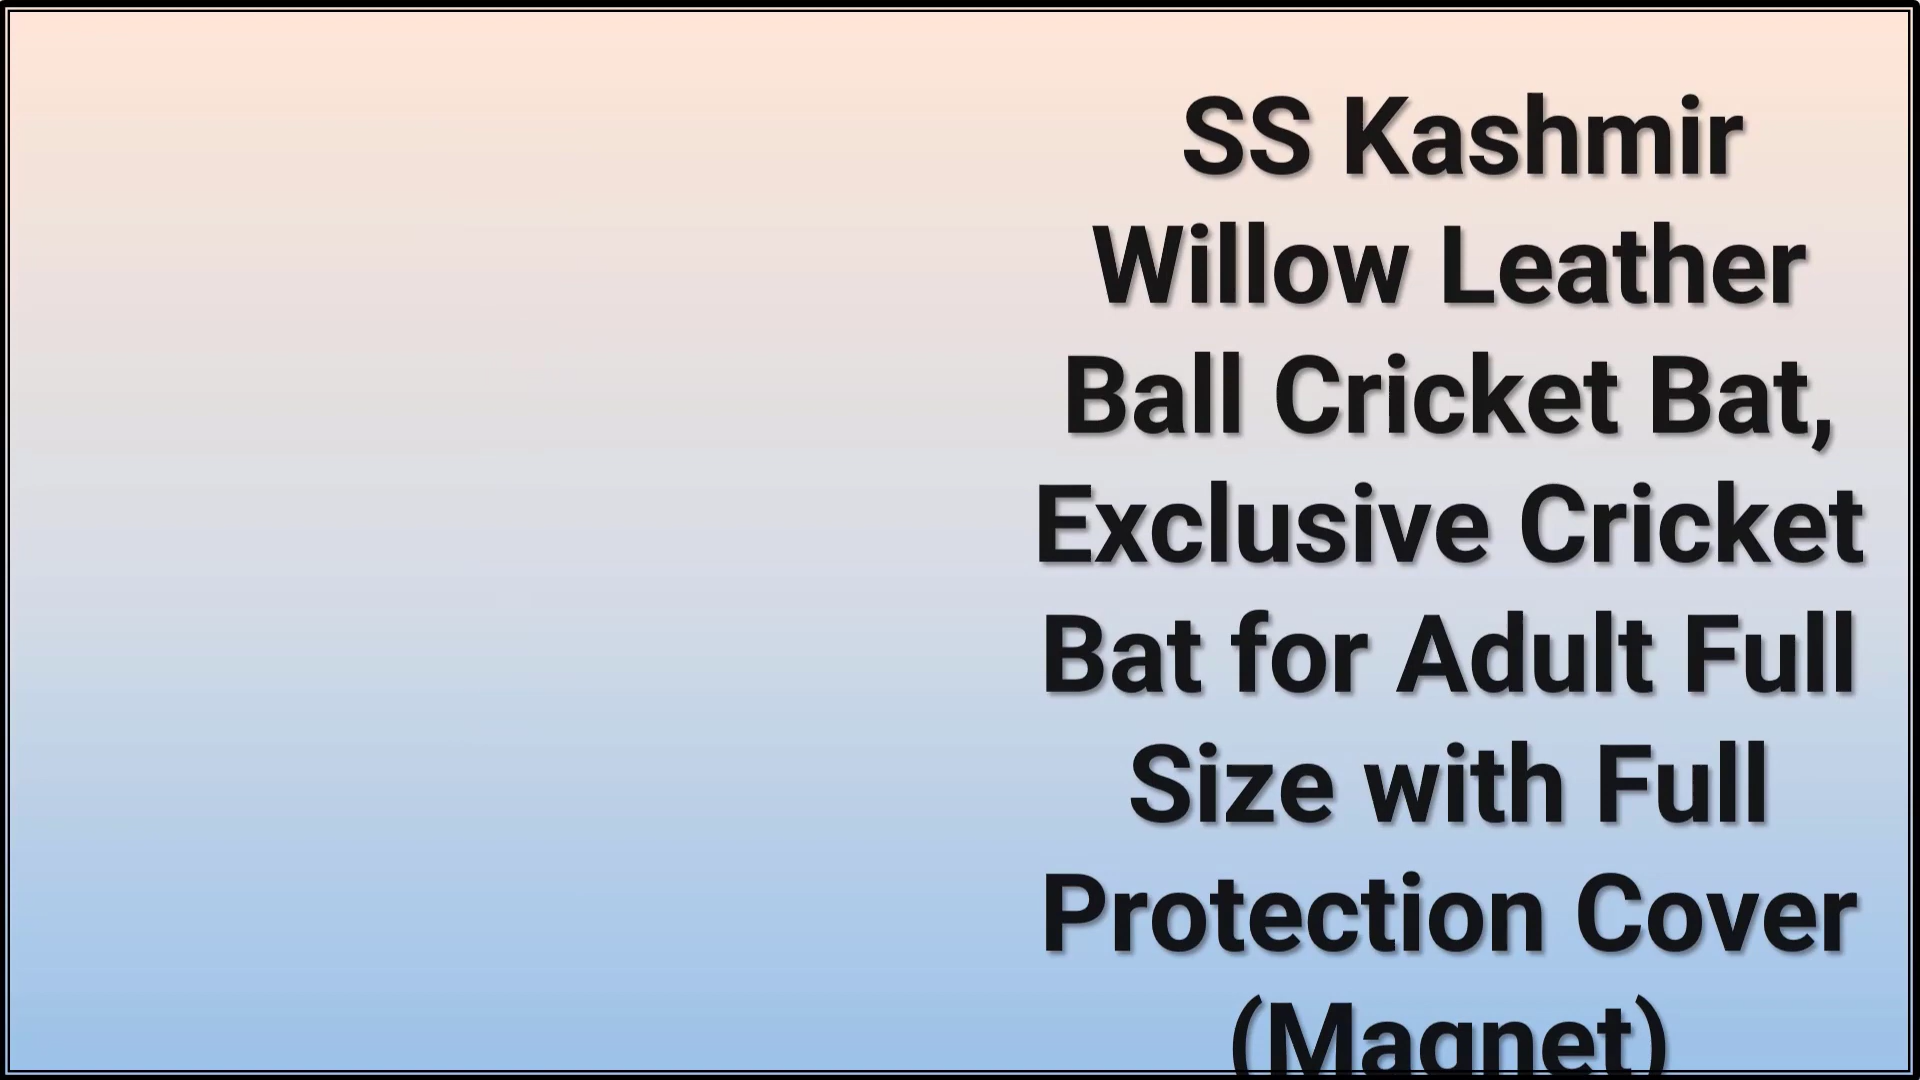 SS Kashmir
Willow Leather
Ball Cricket Bat,
Exclusive Cricket
Bat for Adult Full
Size with Full
Protection Cover
(Magnet)